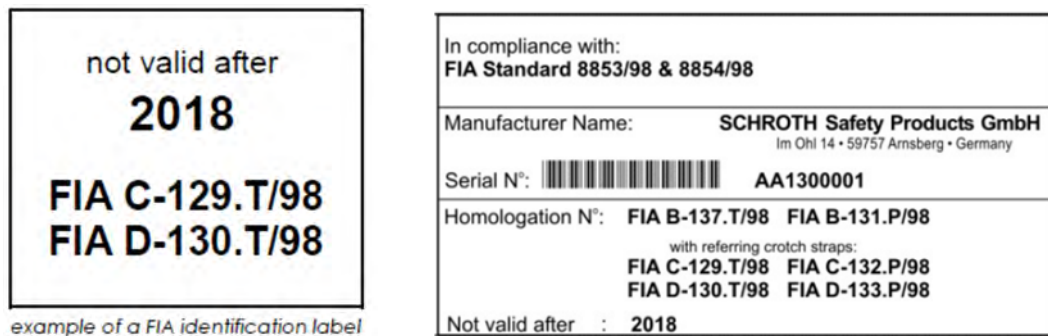 not valid after
2018
FIA C-129.T/98
FIA D-130.T/98
example of a FIA identification label
In compliance with:
FIA Standard 8853/98 & 8854/98
Manufacturer Name: SCHROTH Safety Products GmbH
Im Ohl 14 • 59757 Arnsberg • Germany
Serial N°: AA1300001
Homologation N°: FIA B-137.T/98 FIA B-131.P/98
with referring crotch straps:
FIA C-129.T/98 FIA C-132.P/98
FIA D-130.T/98 FIA D-133.P/98
Not valid after : 2018